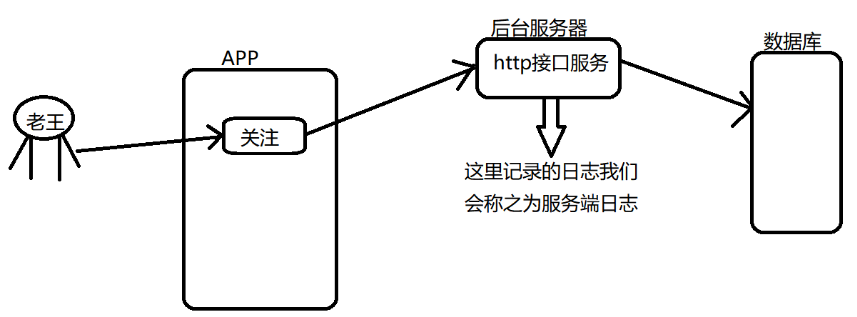 后台服务器
数据库
APP
http接口服务
老王
关注
这里记录的日志我们
会称之为服务端日志